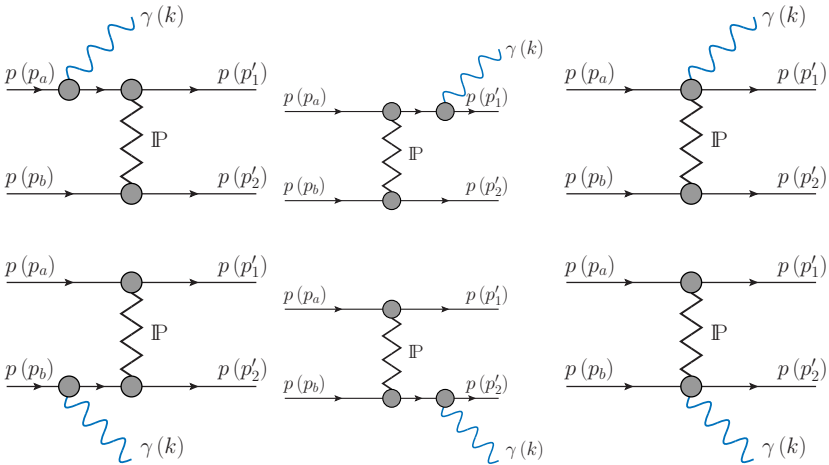 γ (k)
p (p_a) p (p′_1)
ℙ
p (p_b) p (p′_2)
γ (k)
p (p_a) p (p′_1)
ℙ
p (p_b) p (p′_2)
γ (k)
p (p_a) p (p′_1)
ℙ
p (p_b) p (p′_2)
p (p_a) p (p′_1)
ℙ
p (p_b) p (p′_2)
γ (k)
p (p_a) p (p′_1)
ℙ
p (p_b) p (p′_2)
γ (k)
p (p_a) p (p′_1)
ℙ
p (p_b) p (p′_2)
γ (k)